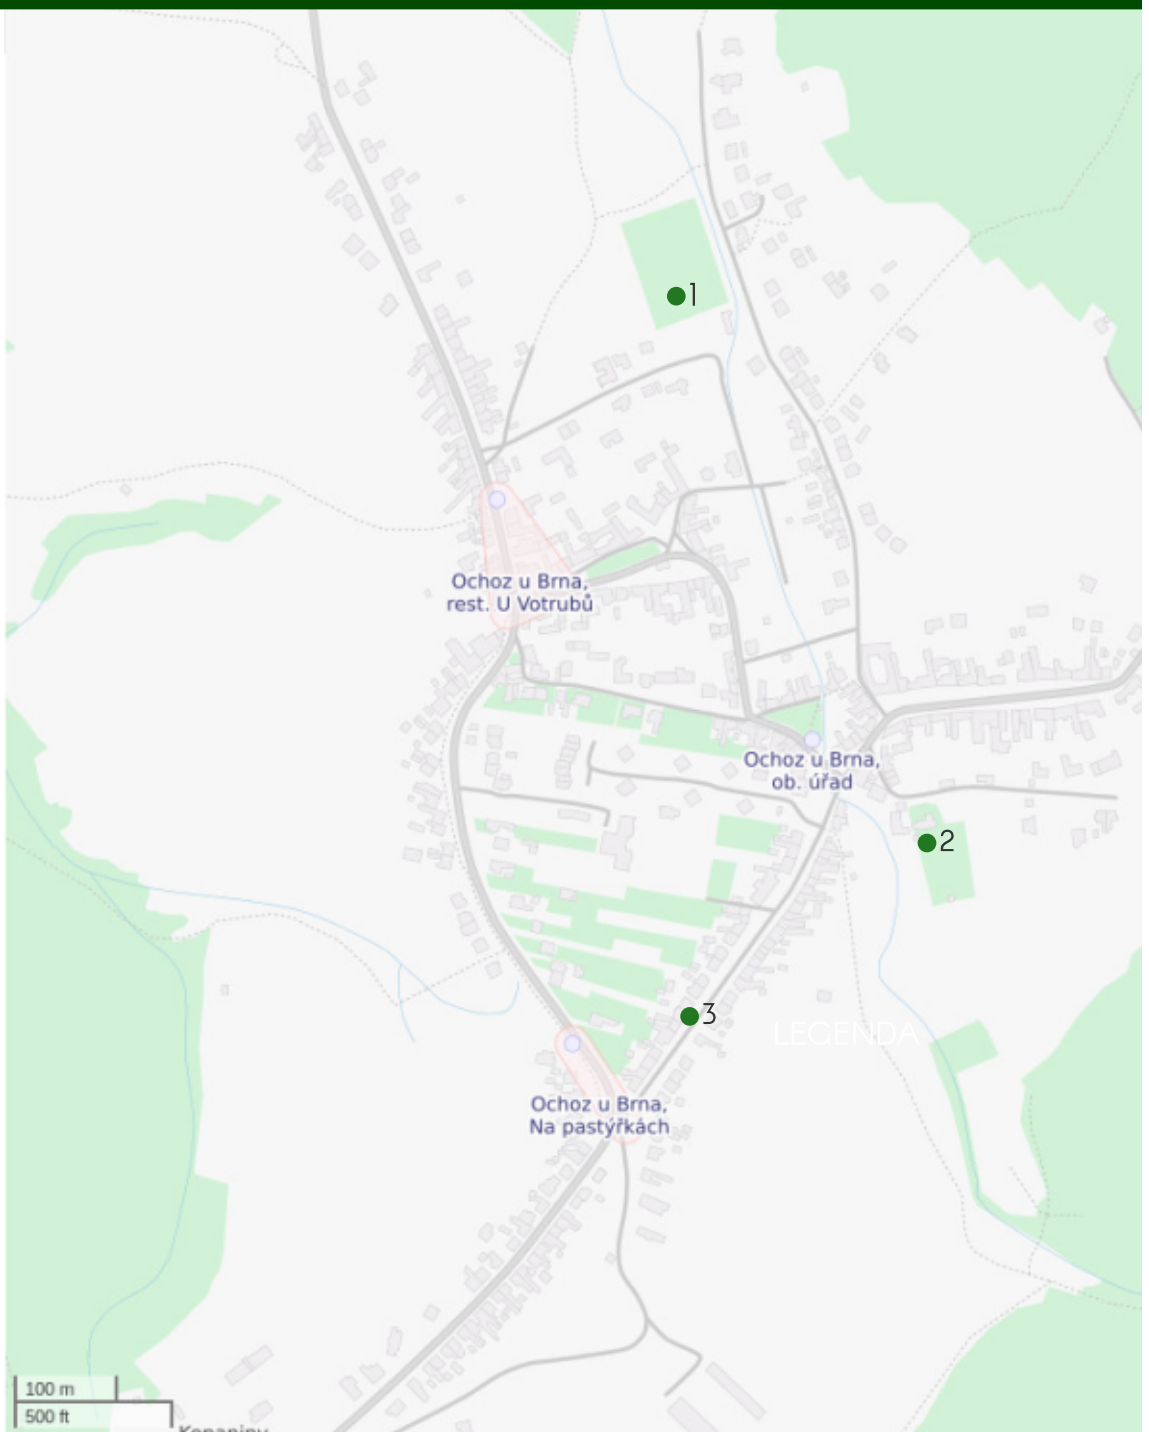 1
Ochoz u Brna,
rest. U Votrubů
Ochoz u Brna,
ob. úřad
2
3
LEGENDA
Ochoz u Brna,
Na pastýřkách
100 m
500 ft
Kopaniny